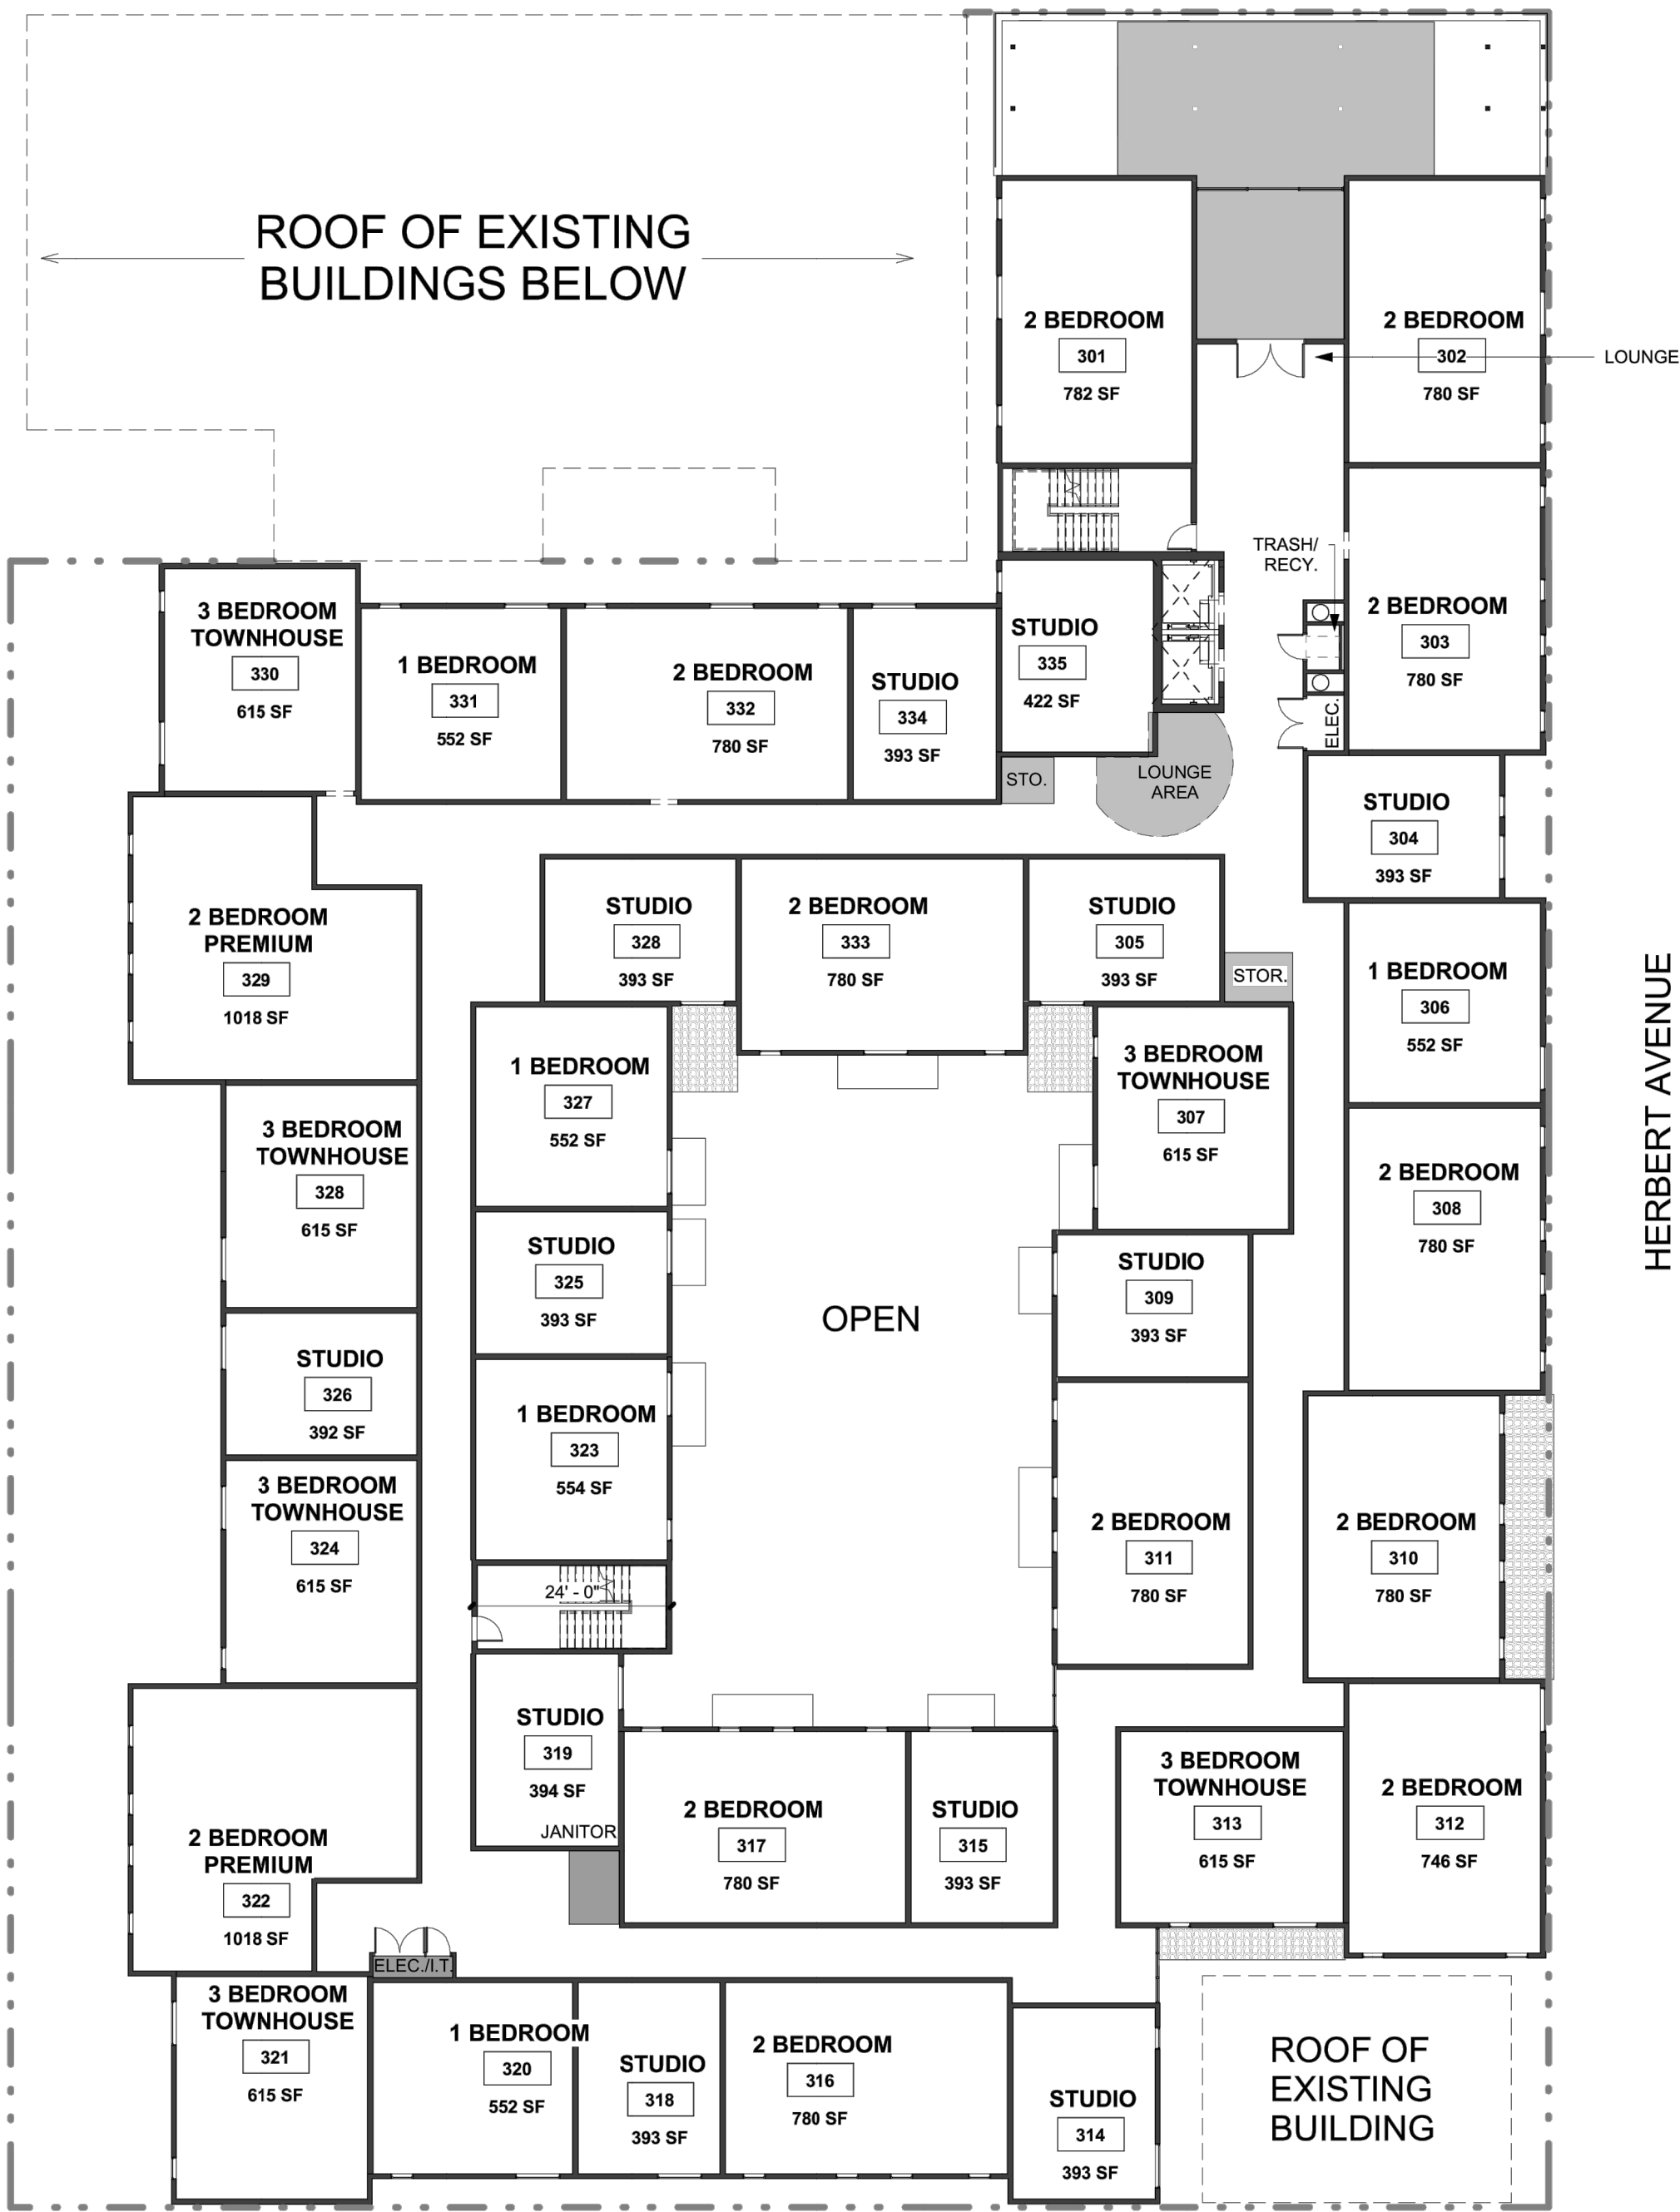 ROOF OF EXISTING
BUILDINGS BELOW
2 BEDROOM
301
782 SF
2 BEDROOM
302
780 SF
LOUNGE
TRASH/
RECY.
2 BEDROOM
303
780 SF
ELEC.
3 BEDROOM
TOWNHOUSE
330
615 SF
1 BEDROOM
331
552 SF
2 BEDROOM
332
780 SF
STUDIO
334
393 SF
STUDIO
335
422 SF
STO.
LOUNGE
AREA
STUDIO
304
393 SF
2 BEDROOM
PREMIUM
329
1018 SF
STUDIO
328
393 SF
2 BEDROOM
333
780 SF
STUDIO
305
393 SF
STOR.
1 BEDROOM
306
552 SF
HERBERT AVENUE
1 BEDROOM
327
552 SF
3 BEDROOM
TOWNHOUSE
307
615 SF
3 BEDROOM
TOWNHOUSE
328
615 SF
2 BEDROOM
308
780 SF
STUDIO
325
393 SF
OPEN
STUDIO
309
393 SF
STUDIO
326
392 SF
1 BEDROOM
323
554 SF
3 BEDROOM
TOWNHOUSE
324
615 SF
2 BEDROOM
311
780 SF
2 BEDROOM
310
780 SF
24' - 0"
STUDIO
319
394 SF
JANITOR
2 BEDROOM
317
780 SF
STUDIO
315
393 SF
3 BEDROOM
TOWNHOUSE
313
615 SF
2 BEDROOM
312
746 SF
2 BEDROOM
PREMIUM
322
1018 SF
ELEC./I.T.
3 BEDROOM
TOWNHOUSE
321
615 SF
1 BEDROOM
320
552 SF
STUDIO
318
393 SF
2 BEDROOM
316
780 SF
STUDIO
314
393 SF
ROOF OF
EXISTING
BUILDING